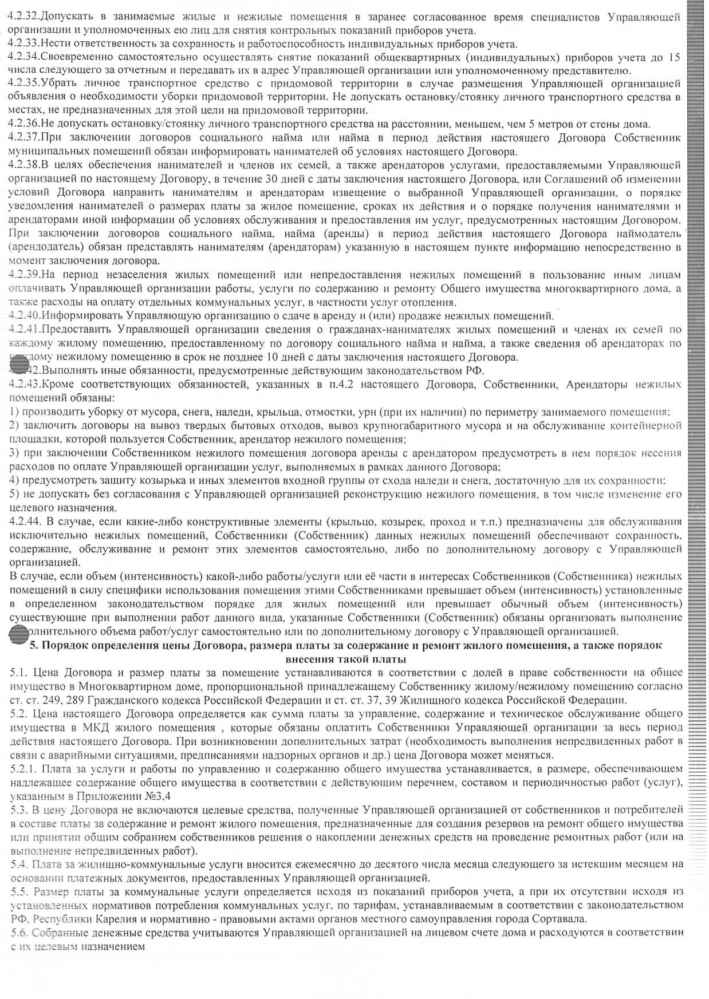 4.2.32.Допускать в занимаемые жилые и нежилые помещения в заранее согласованное время специалистов Управляющей
организации и уполномоченных ею лиц для снятия контрольных показаний приборов учета.
4.2.33.Нести ответственность за сохранность и работоспособность индивидуальных приборов учета.
4.2.34.Своевременно самостоятельно осуществлять снятие показаний общеквартирных (индивидуальных) приборов учета до 15
числа следующего за отчетным и передавать их в адрес Управляющей организации или уполномоченному представителю.
4.2.35.Убрать личное транспортное средство с придомовой территории в случае размещения Управляющей организацией
объявления о необходимости уборки придомовой территории. Не допускать остановку/стоянку личного транспортного средства в
местах, не предназначенных для этой цели на придомовой территории.
4.2.36.Не допускать остановку/стоянку личного транспортного средства на расстоянии, меньшем, чем 5 метров от стены дома.
4.2.37.При заключении договоров социального найма или найма в период действия настоящего Договора Собственник
муниципальных помещений обязан информировать нанимателей об условиях настоящего Договора.
4.2.38.В целях обеспечения нанимателей и членов их семей, а также арендаторов услугами, предоставляемыми Управляющей
организацией по настоящему Договору, в течение 30 дней с даты заключения настоящего Договора, или Соглашений об изменении
условий Договора направить нанимателям и арендаторам извещение о выбранной Управляющей организации, о порядке
уведомления нанимателей о размерах платы за жилое помещение, сроках их действия и о порядке получения нанимателями и
арендаторами иной информации об условиях обслуживания и предоставления им услуг, предусмотренных настоящим Договором.
При заключении договоров социального найма, найма (аренды) в период действия настоящего Договора наймодатель
(арендодатель) обязан представлять нанимателям (арендаторам) указанную в настоящем пункте информацию непосредственно в
момент заключения договора.
4.2.39.На период незаселения жилых помещений или непредоставления нежилых помещений в пользование иным лицам
оплачивать Управляющей организации работы, услуги по содержанию и ремонту Общего имущества многоквартирного дома, а
также расходы на оплату отдельных коммунальных услуг, в частности услуг отопления.
4.2.40.Информировать Управляющую организацию о сдаче в аренду и (или) продаже нежилых помещений.
4.2.41.Предоставить Управляющей организации сведения о гражданах-нанимателях жилых помещений и членах их семей по
каждому жилому помещению, предоставленному по договору социального найма и найма, а также сведения об арендаторах по
каждому нежилому помещению в срок не позднее 10 дней с даты заключения настоящего Договора.
42.Выполнять иные обязанности, предусмотренные действующим законодательством РФ.
4.2.43.Кроме соответствующих обязанностей, указанных в п.4.2 настоящего Договора, Собственники, Арендаторы нежилых
помещений обязаны:
1) производить уборку от мусора, снега, наледи, крыльца, отмостки, урн (при их наличии) по периметру занимаемого помещения;
2) заключить договоры на вывоз твердых бытовых отходов, вывоз крупногабаритного мусора и на обслуживание контейнерной
площадки, которой пользуется Собственник, арендатор нежилого помещения;
3) при заключении Собственником нежилого помещения договора аренды с арендатором предусмотреть в нем порядок несения
расходов по оплате Управляющей организации услуг, выполняемых в рамках данного Договора;
4) предусмотреть защиту козырька и иных элементов входной группы от схода наледи и снега, достаточную для их сохранности;
5) не допускать без согласования с Управляющей организацией реконструкцию нежилого помещения, в том числе изменение его
целевого назначения.
4.2.44. В случае, если какие-либо конструктивные элементы (крыльцо, козырек, проход и т.п.) предназначены для обслуживания
исключительно нежилых помещений, Собственники (Собственник) данных нежилых помещений обеспечивают сохранность,
содержание, обслуживание и ремонт этих элементов самостоятельно, либо по дополнительному договору с Управляющей
организацией.
В случае, если объем (интенсивность) какой-либо работы/услуги или её части в интересах Собственников (Собственника) нежилых
помещений в силу специфики использования помещения этими Собственниками превышает объем (интенсивность) установленные
в определенном законодательством порядке для жилых помещений или превышает обычный объем (интенсивность)
существующие при выполнении работ данного вида, указанные Собственники (Собственник) обязаны организовать выполнение
олнительного объема работ/услуг самостоятельно или по дополнительному договору с Управляющей организацией.
5. Порядок определения цены Договора, размера платы за содержание и ремонт жилого помещения, а также порядок
внесения такой платы
5.1. Цена Договора и размер платы за помещение устанавливаются в соответствии с долей в праве собственности на общее
имущество в Многоквартирном доме, пропорциональной принадлежащему Собственнику жилому/нежилому помещению согласно
ст. ст. 249, 289 Гражданского кодекса Российской Федерации и ст. ст. 37, 39 Жилищного кодекса Российской Федерации.
5.2. Цена настоящего Договора определяется как сумма платы за управление, содержание и техническое обслуживание общего
имущества в МКД жилого помещения , которые обязаны оплатить Собственники Управляющей организации за весь период
действия настоящего Договора. При возникновении дополнительных затрат (необходимость выполнения непредвиденных работ в
связи с аварийными ситуациями, предписаниями надзорных органов и др.) цена Договора может меняться.
5.2.1. Плата за услуги и работы по управлению и содержанию общего имущества устанавливается, в размере, обеспечивающем
надлежащее содержание общего имущества в соответствии с действующим перечнем, составом и периодичностью работ (услуг),
указанным в Приложении №3,4
5.3. В цену Договора не включаются целевые средства, полученные Управляющей организацией от собственников и потребителей
в составе платы за содержание и ремонт жилого помещения, предназначенные для создания резервов на ремонт общего имущества
или принятии общим собранием собственников решения о накоплении денежных средств на проведение ремонтных работ (или на
выполнение непредвиденных работ).
5.4. Плата за жилищно-коммунальные услуги вносится ежемесячно до десятого числа месяца следующего за истекшим месяцем на
основании платежных документов, предоставленных Управляющей организацией.
5.5. Размер платы за коммунальные услуги определяется исходя из показаний приборов учета, а при их отсутствии исходя из
установленных нормативов потребления коммунальных услуг, по тарифам, устанавливаемым в соответствии с законодательством
РФ, Республики Карелия и нормативно - правовыми актами органов местного самоуправления города Сортавала.
5.6. Собранные денежные средства учитываются Управляющей организацией на лицевом счете дома и расходуются в соответствии
с их целевым назначением